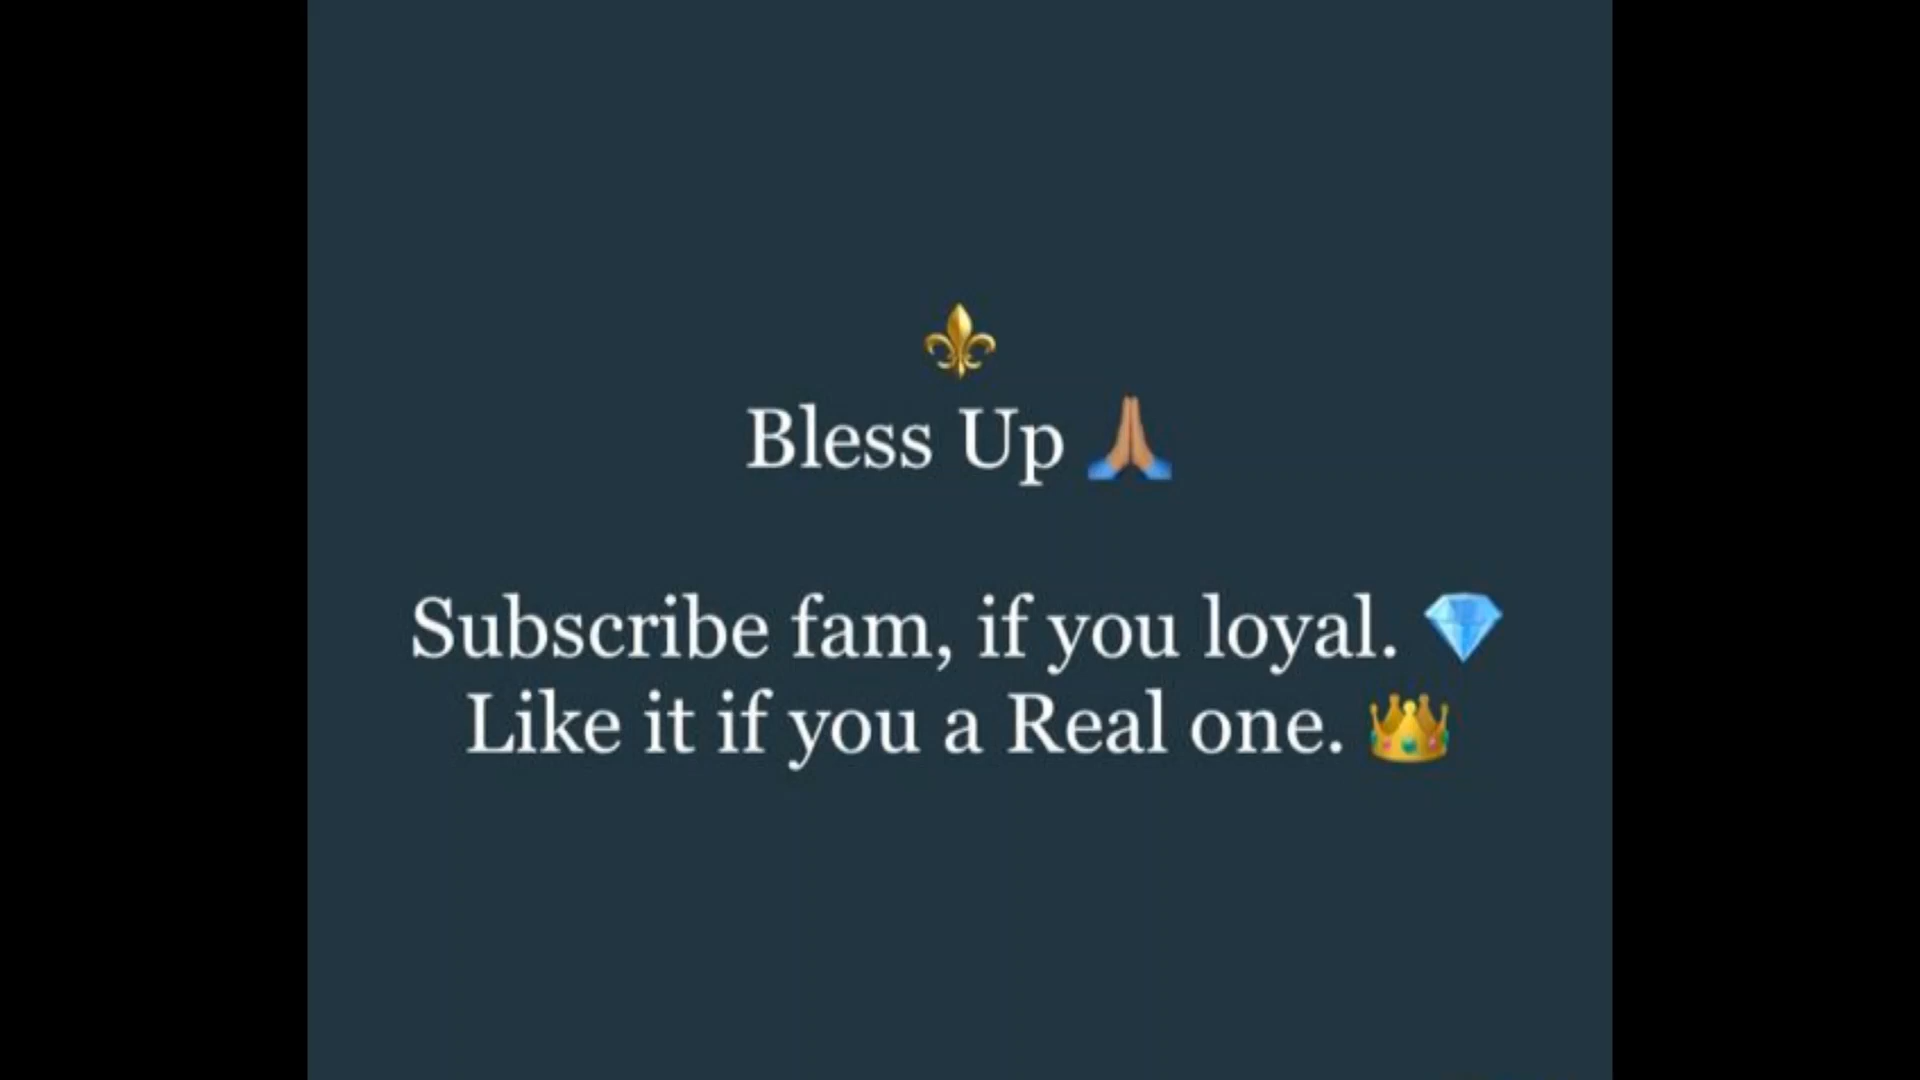 ⚜️
Bless Up 🙏🏽
Subscribe fam, if you loyal. 💎
Like it if you a Real one. 👑